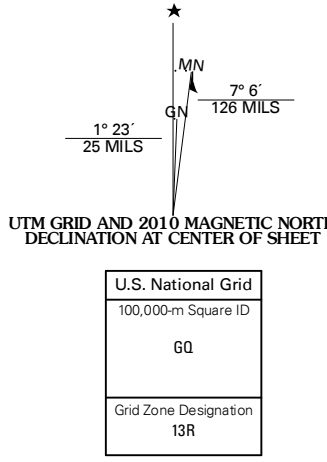 ★
MN
GN
7° 6´
126 MILS
1° 23´
25 MILS
UTM GRID AND 2010 MAGNETIC NORTH
DECLINATION AT CENTER OF SHEET
U.S. National Grid
100,000-m Square ID
GQ
Grid Zone Designation
13R